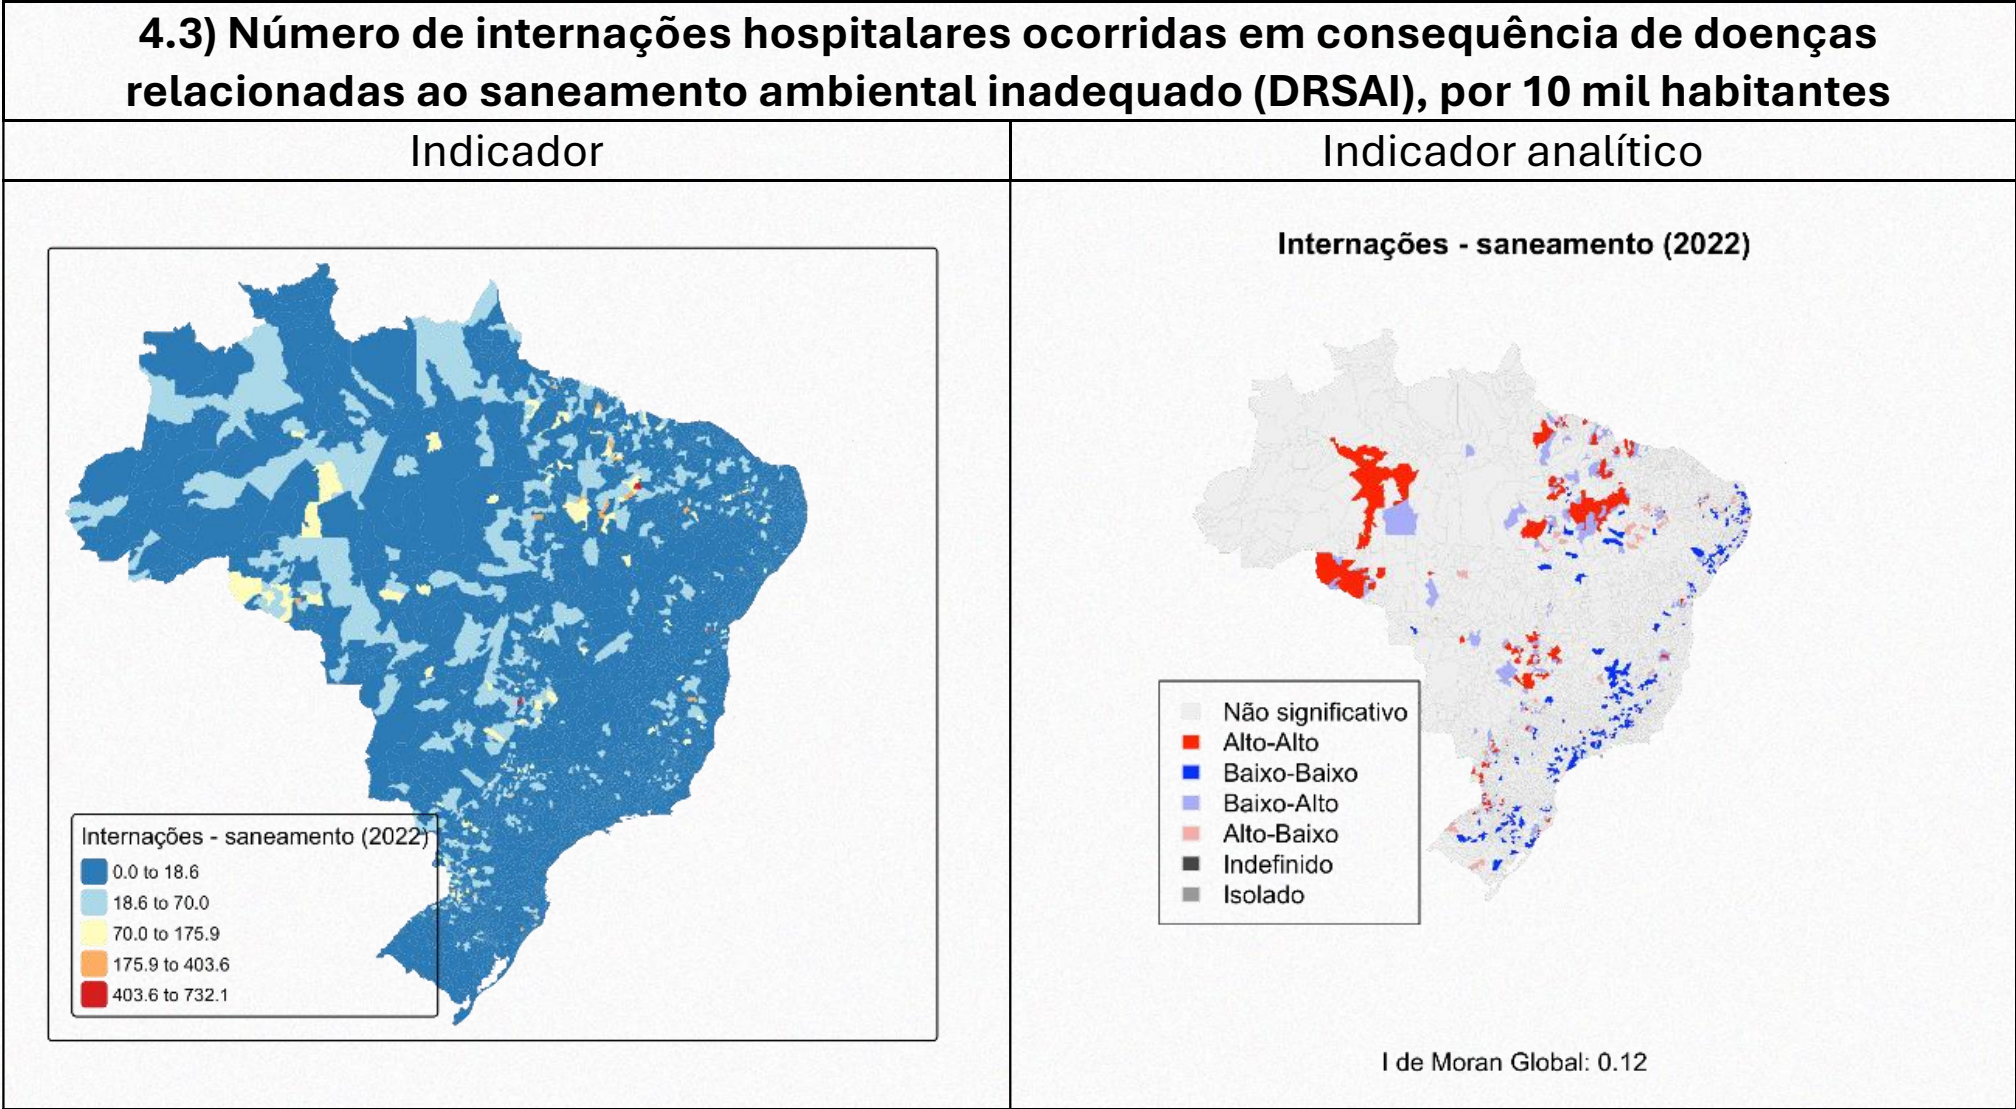 4.3) Número de internações hospitalares ocorridas em consequência de doenças
relacionadas ao saneamento ambiental inadequado (DRSAI), por 10 mil habitantes
Indicador
Indicador analítico
Internações - saneamento (2022)
0.0 to 18.6
18.6 to 70.0
70.0 to 175.9
175.9 to 403.6
403.6 to 732.1
Internações - saneamento (2022)
Não significativo
Alto-Alto
Baixo-Baixo
Baixo-Alto
Alto-Baixo
Indefinido
Isolado
I de Moran Global: 0.12